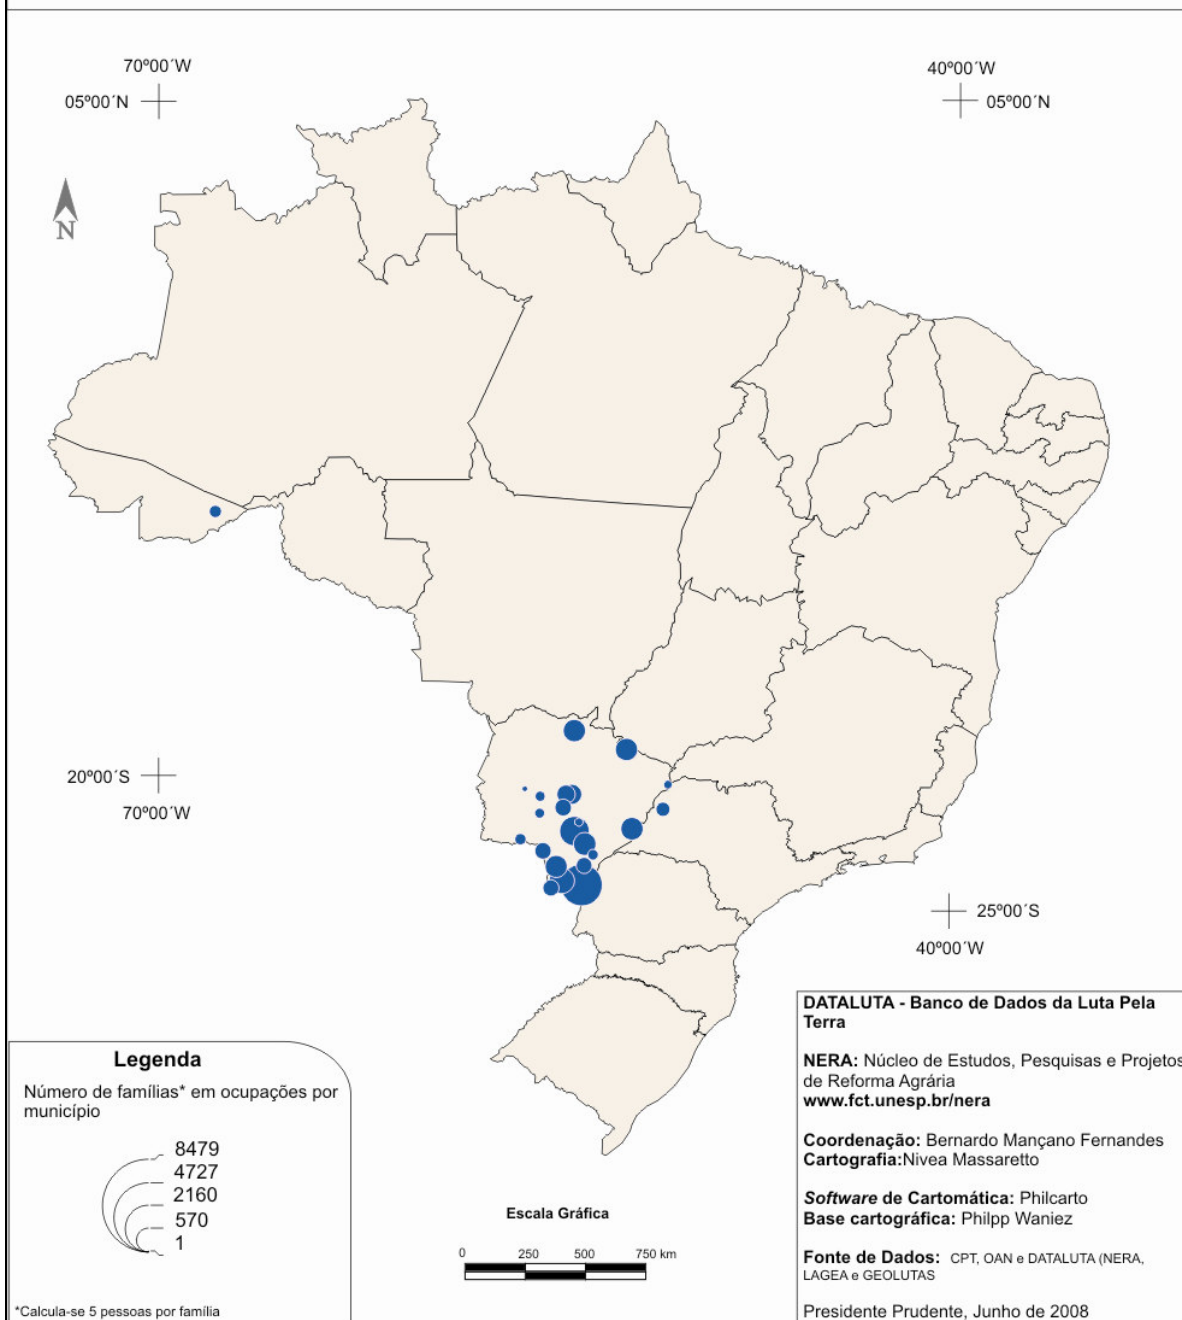 70º00´W
40º00´W
05º00´N
05º00´N
N
20º00´S
70º00´W
25º00´S
40º00´W
DATALUTA - Banco de Dados da Luta Pela
Terra
NERA: Núcleo de Estudos, Pesquisas e Projetos
de Reforma Agrária
www.fct.unesp.br/nera
Coordenação: Bernardo Mançano Fernandes
Cartografia:Nivea Massaretto
Software de Cartomática: Philcarto
Base cartográfica: Philpp Waniez
Fonte de Dados: CPT, OAN e DATALUTA (NERA,
LAGEA e GEOLUTAS
Presidente Prudente, Junho de 2008
Legenda
Número de famílias* em ocupações por
município
8479
4727
2160
570
1
*Calcula-se 5 pessoas por família
Escala Gráfica
0 250 500 750 km